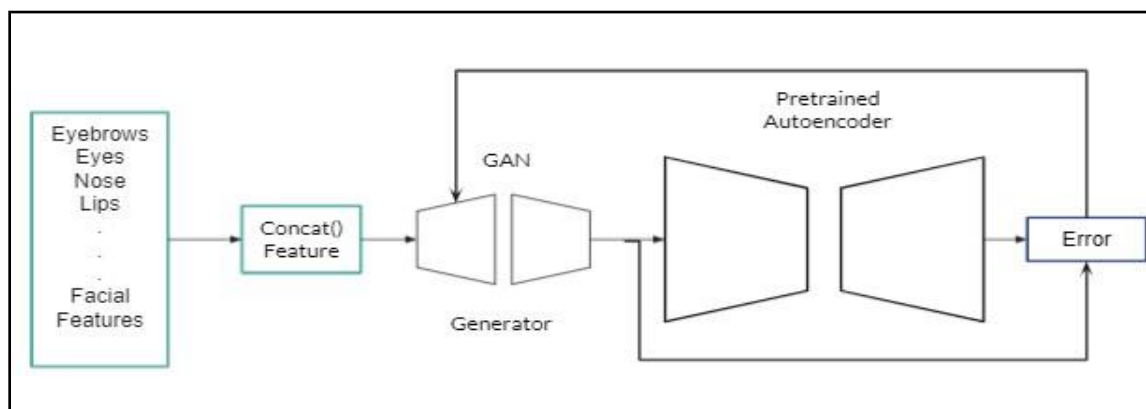 Eyebrows
Eyes
Nose
Lips
.
.
.
Facial
Features
Concat()
Feature
GAN
Generator
Pretrained
Autoencoder
Error